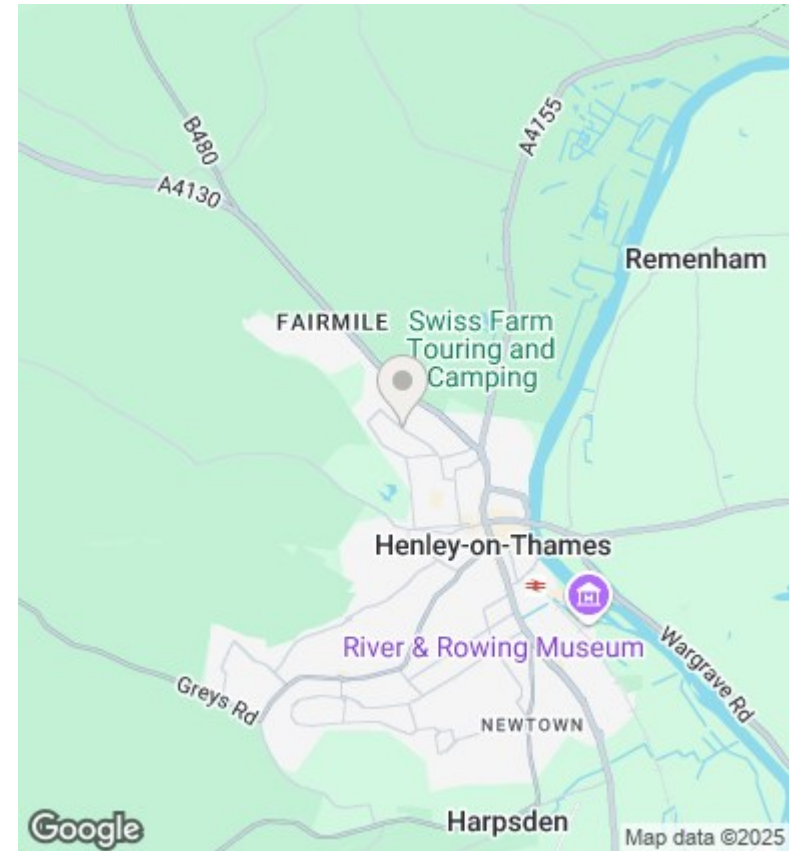 B480
A4155
A4130
Remenham
FAIRMILE
Swiss Farm
Touring and
Camping
Henley-on-Thames
River & Rowing Museum
Wargrave Rd
Greys Rd
NEWTOWN
Harpsden
Google
Map data ©2025